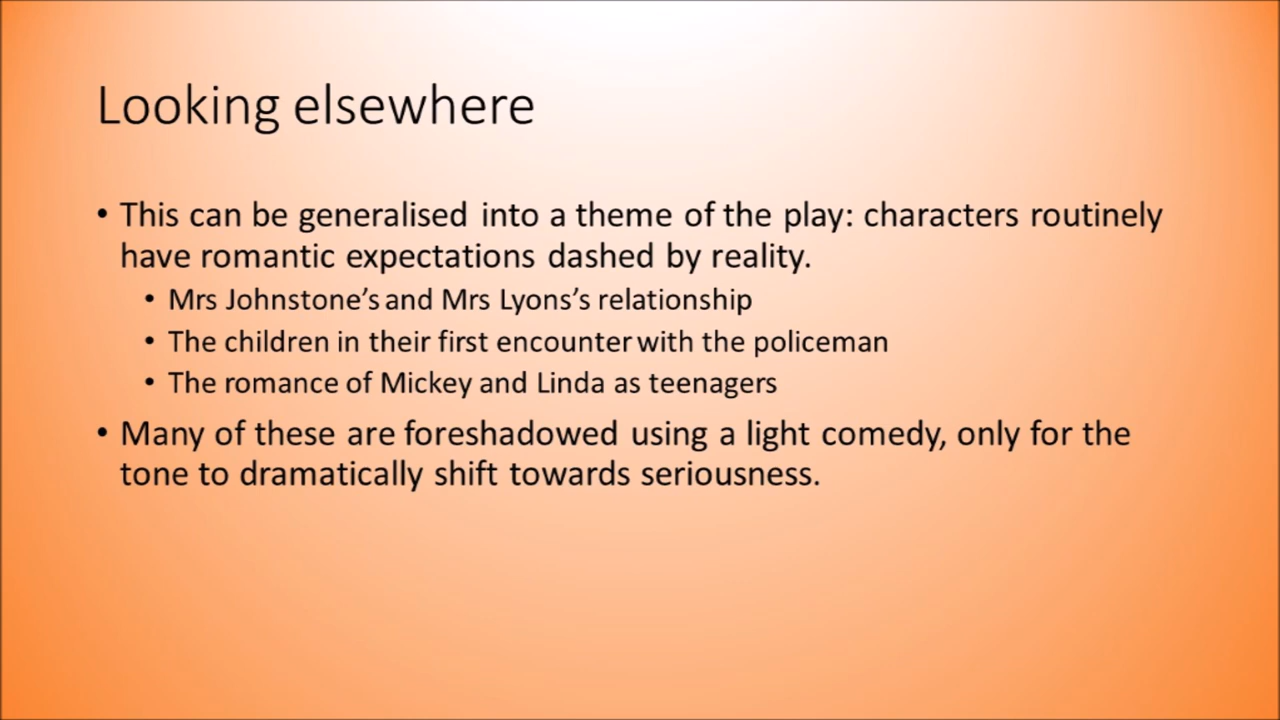 Looking elsewhere
• This can be generalised into a theme of the play: characters routinely
have romantic expectations dashed by reality.
• Mrs Johnstone’s and Mrs Lyons’s relationship
• The children in their first encounter with the policeman
• The romance of Mickey and Linda as teenagers
• Many of these are foreshadowed using a light comedy, only for the
tone to dramatically shift towards seriousness.